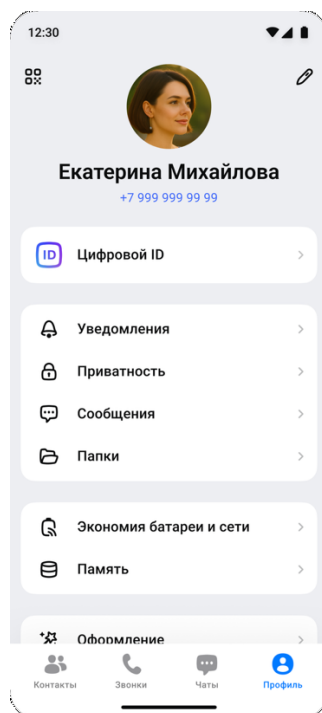 12:30
Екатерина Михайлова
+7 999 999 99 99
ID Цифровой ID
Уведомления
Приватность
Сообщения
Папки
Экономия батареи и сети
Память
Оформление
Контакты Звонки Чаты Профиль